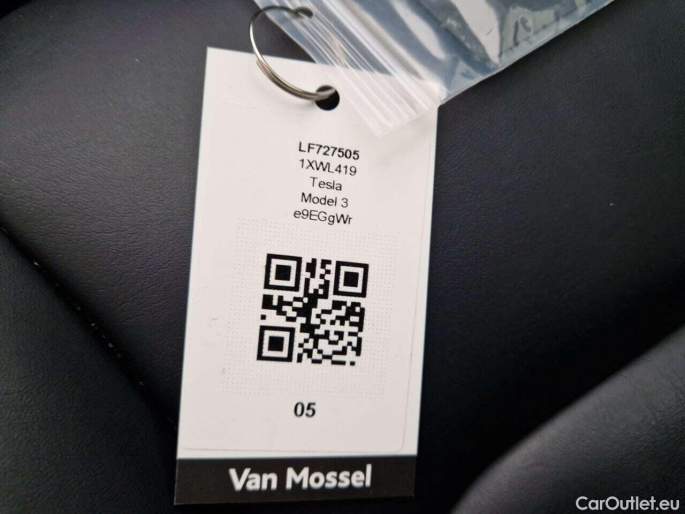 LF727505
1XWL419
Tesla
Model 3
e9EGgWr
05
Van Mossel
CarOutlet.eu